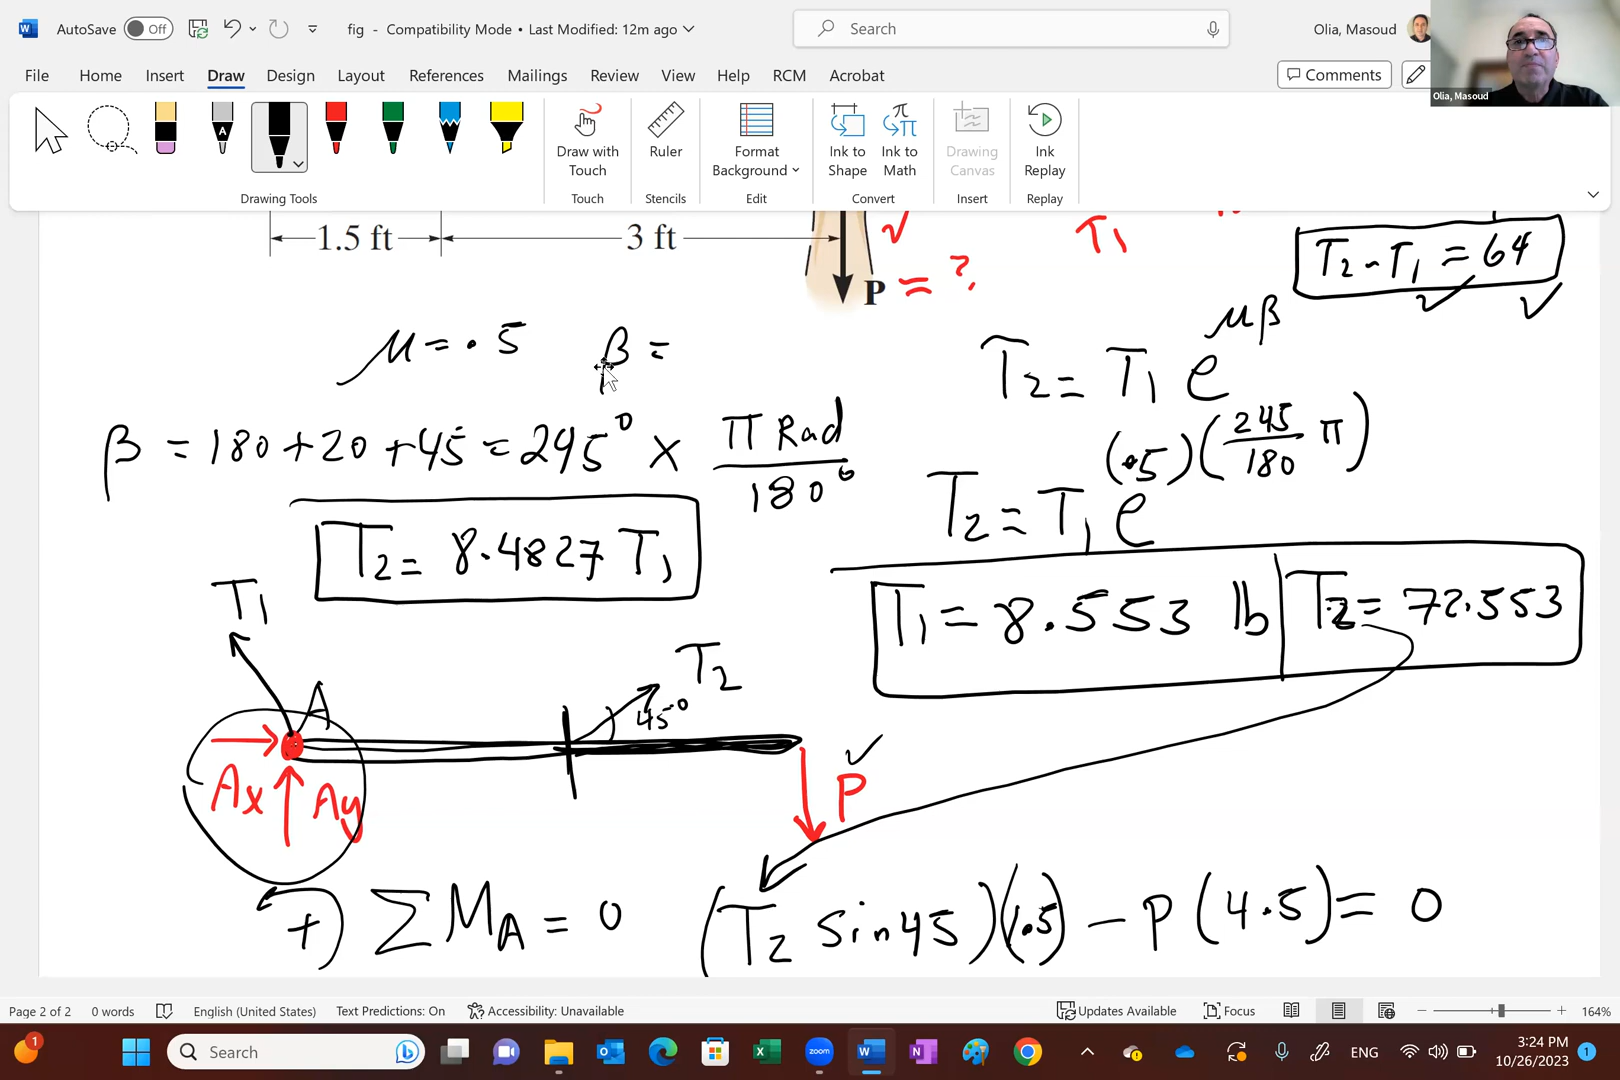 AutoSave Off fig - Compatibility Mode • Last Modified: 12m ago Search Olia, Masoud
File Home Insert Draw Design Layout References Mailings Review View Help RCM Acrobat Comments
Olia, Masoud
A
Draw with Touch
Ruler
Format Background
Ink to Shape
Ink to Math
Drawing Canvas
Ink Replay
Drawing Tools Touch Stencils Edit Convert Insert Replay
1.5 ft 3 ft
T1
T2 - T1 = 64
P = ?
μ = .5 β =
T2 = T1 e^μβ
β = 180 + 20 + 45 = 245° × π Rad / 180°
T2 = T1 e^(.5)(245/180 π)
T2 = 8.4827 T1
T1 = 8.553 lb T2 = 72.553
T1
T2
A
45°
P
Ax Ay
+) ΣMA = 0 (T2 sin45)(1.5) - P(4.5) = 0
Page 2 of 2 0 words English (United States) Text Predictions: On Accessibility: Unavailable Updates Available Focus 164%
1 Search ENG 3:24 PM
10/26/2023 1